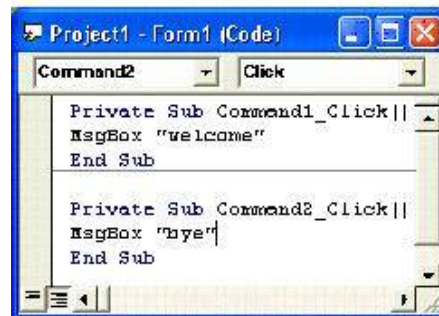 Project1 - Form1 (Code)
Command2 Click
Private Sub Command1_Click()
MsgBox "welcome"
End Sub
Private Sub Command2_Click()
MsgBox "bye"
End Sub